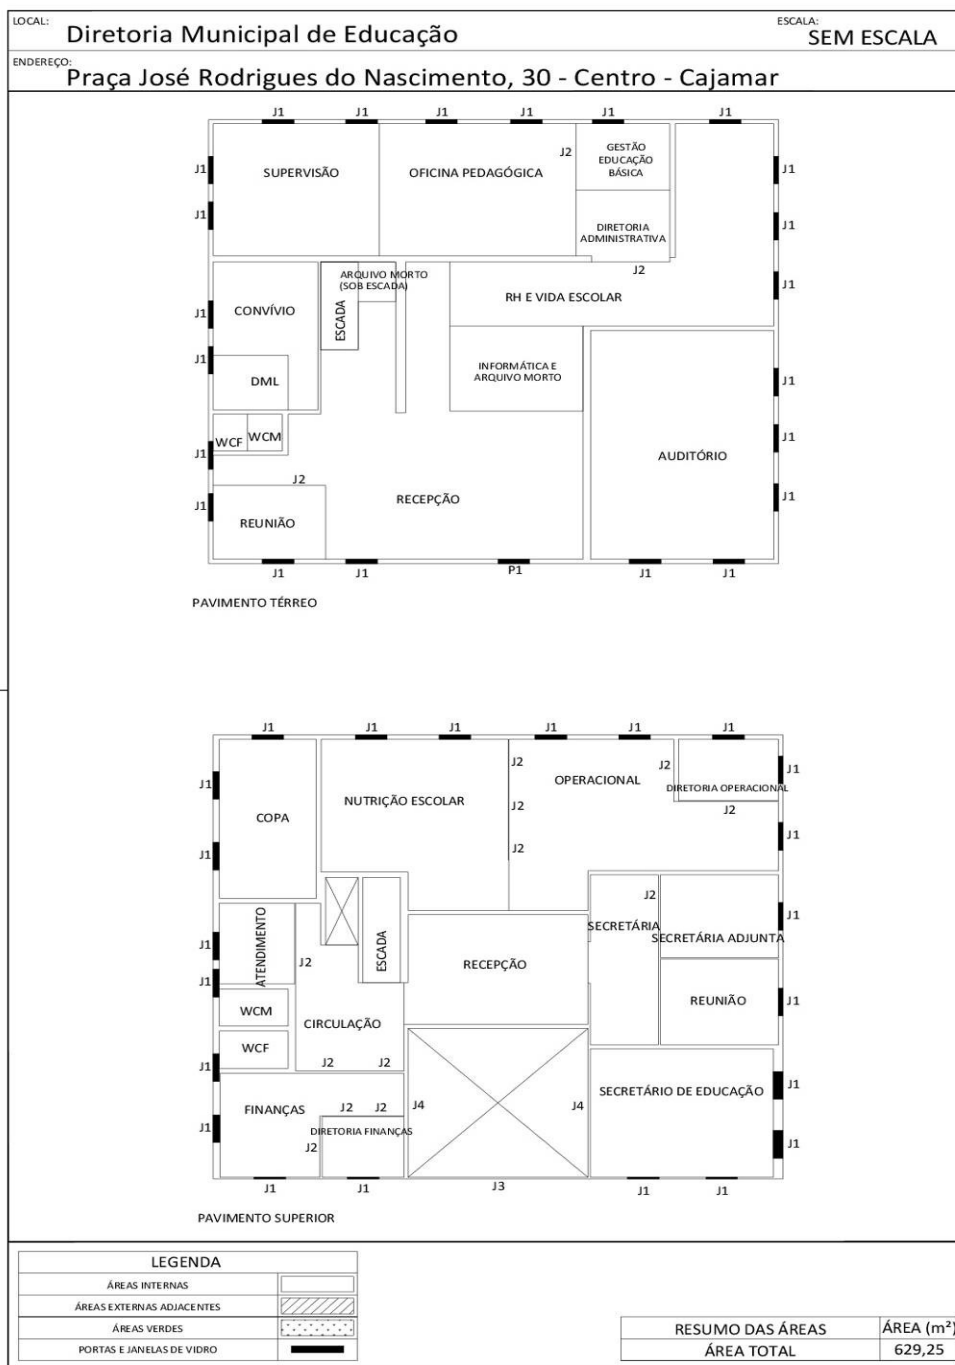 LOCAL:
Diretoria Municipal de Educação
ESCALA:
SEM ESCALA
ENDEREÇO:
Praça José Rodrigues do Nascimento, 30 - Centro - Cajamar
J1 J1 J1 J1 J1 J1
J1
SUPERVISÃO
OFICINA PEDAGÓGICA
J2
GESTÃO
EDUCAÇÃO
BÁSICA
J1
J1
DIRETORIA
ADMINISTRATIVA
J1
J2
ARQUIVO MORTO
(SOB ESCADA)
J1
ESCADA
RH E VIDA ESCOLAR
J1
CONVÍVIO
J1
DML
INFORMÁTICA E
ARQUIVO MORTO
J1
WCF
WCM
J1
J1
AUDITÓRIO
J2
J1
RECEPÇÃO
J1
REUNIÃO
J1 J1 P1 J1 J1
PAVIMENTO TÉRREO
J1 J1 J1 J1 J1 J1
J1
COPA
NUTRIÇÃO ESCOLAR
J2
J2
J2
OPERACIONAL
J2
DIRETORIA OPERACIONAL
J2
J1
J1
J1
ATENDIMENTO
J1
J1
J2
ESCADA
RECEPÇÃO
J2
SECRETÁRIA
SECRETÁRIA ADJUNTA
J1
REUNIÃO
J1
WCM
CIRCULAÇÃO
WCF
J2 J2
J1
FINANÇAS
J2 J2
J4
J4
SECRETÁRIO DE EDUCAÇÃO
J1
J1
DIRETORIA FINANÇAS
J2
J1
J1 J1 J3 J1 J1
PAVIMENTO SUPERIOR
LEGENDA
ÁREAS INTERNAS
ÁREAS EXTERNAS ADJACENTES
ÁREAS VERDES
PORTAS E JANELAS DE VIDRO
RESUMO DAS ÁREAS ÁREA (m²)
ÁREA TOTAL 629,25